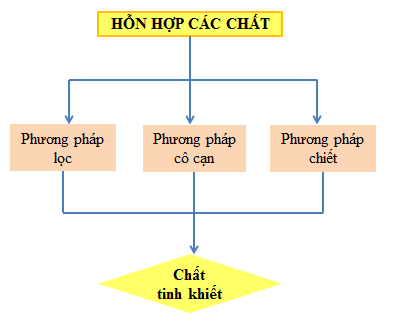 HỖN HỢP CÁC CHẤT
Phương pháp
lọc
Phương pháp
cô cạn
Phương pháp
chiết
Chất
tinh khiết